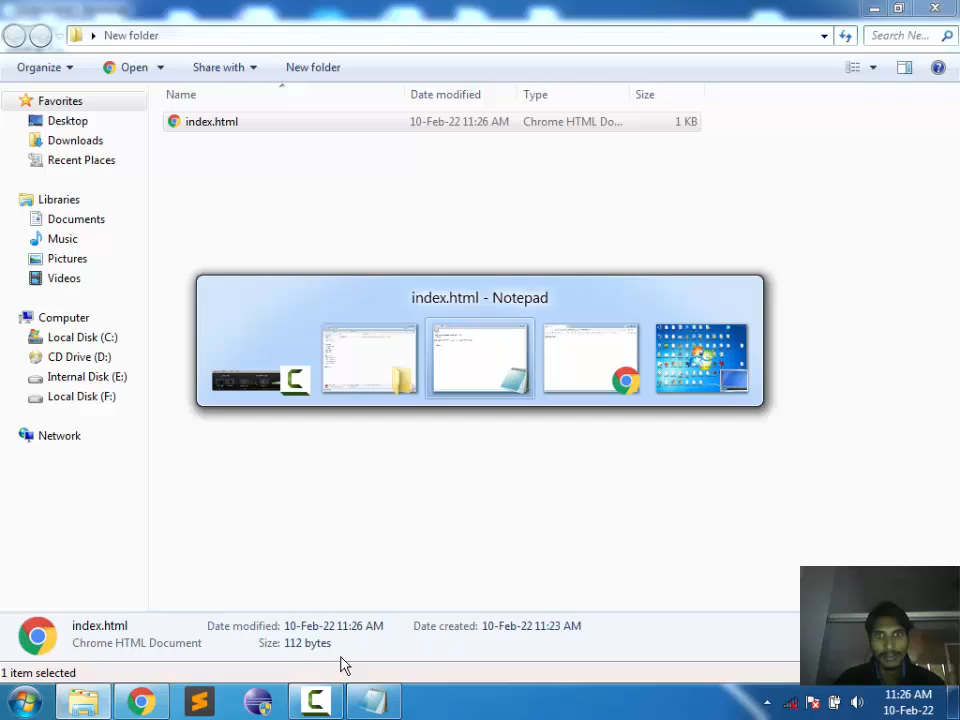 New folder
Search Ne...
Organize
Open
Share with
New folder
Name
Date modified
Type
Size
Favorites
Desktop
Downloads
Recent Places
Libraries
Documents
Music
Pictures
Videos
Computer
Local Disk (C:)
CD Drive (D:)
Internal Disk (E:)
Local Disk (F:)
Network
index.html
10-Feb-22 11:26 AM
Chrome HTML Do...
1 KB
index.html - Notepad
index.html
Date modified: 10-Feb-22 11:26 AM
Date created: 10-Feb-22 11:23 AM
Chrome HTML Document
Size: 112 bytes
1 item selected
11:26 AM
10-Feb-22